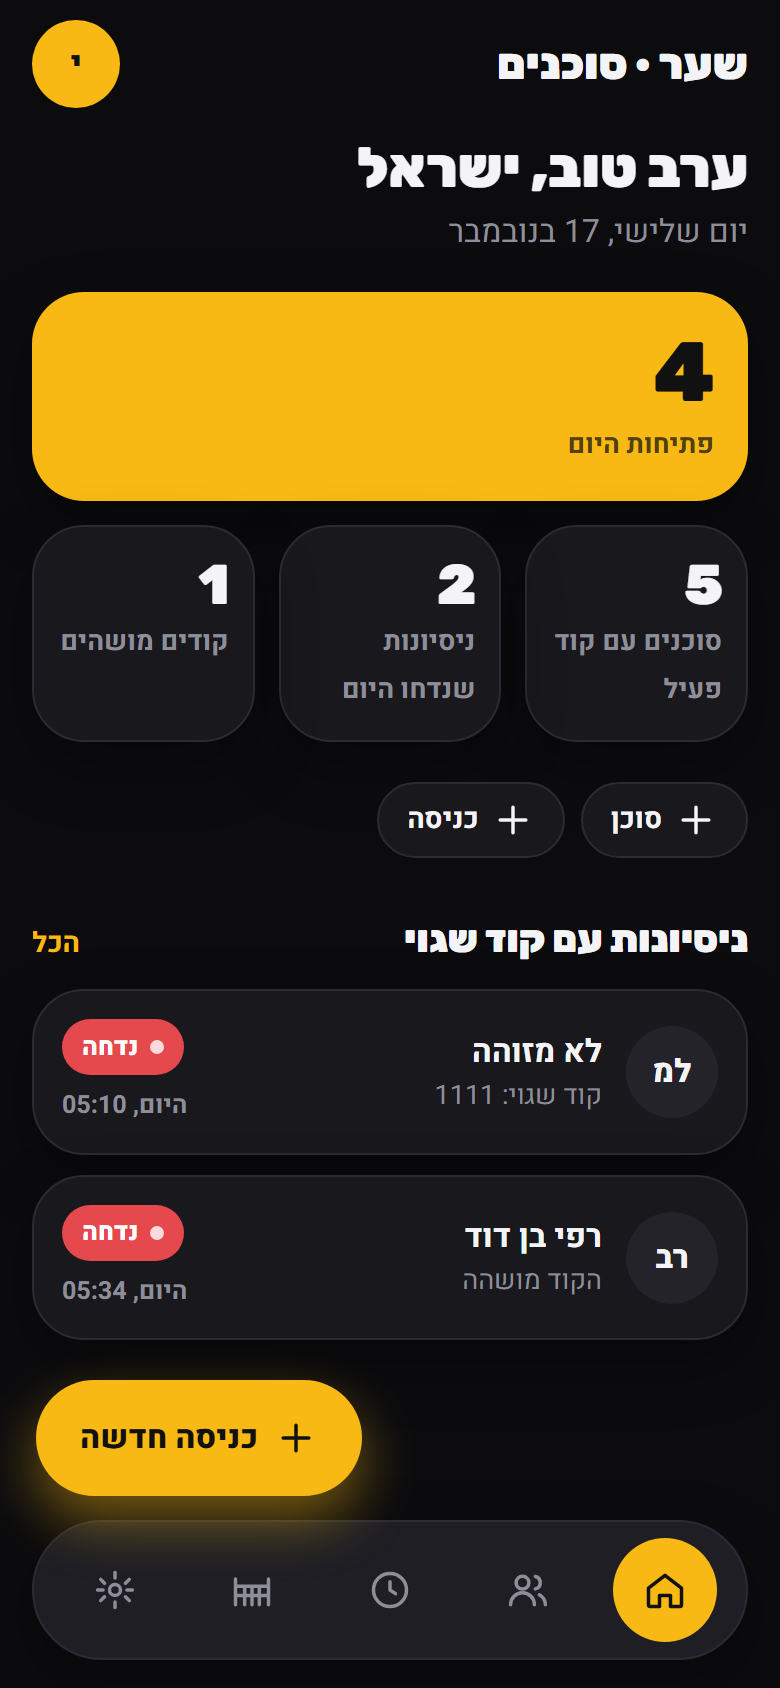 שער • סוכנים
י
ערב טוב, ישראל
יום שלישי, 17 בנובמבר
4
פתיחות היום
5
סוכנים עם קוד
פעיל
2
ניסיונות
שנדחו היום
1
קודים מושהים
סוכן
כניסה
ניסיונות עם קוד שגוי
הכל
למ
לא מזוהה
קוד שגוי: 1111
נדחה
היום, 05:10
רב
רפי בן דוד
הקוד מושהה
נדחה
היום, 05:34
כניסה חדשה